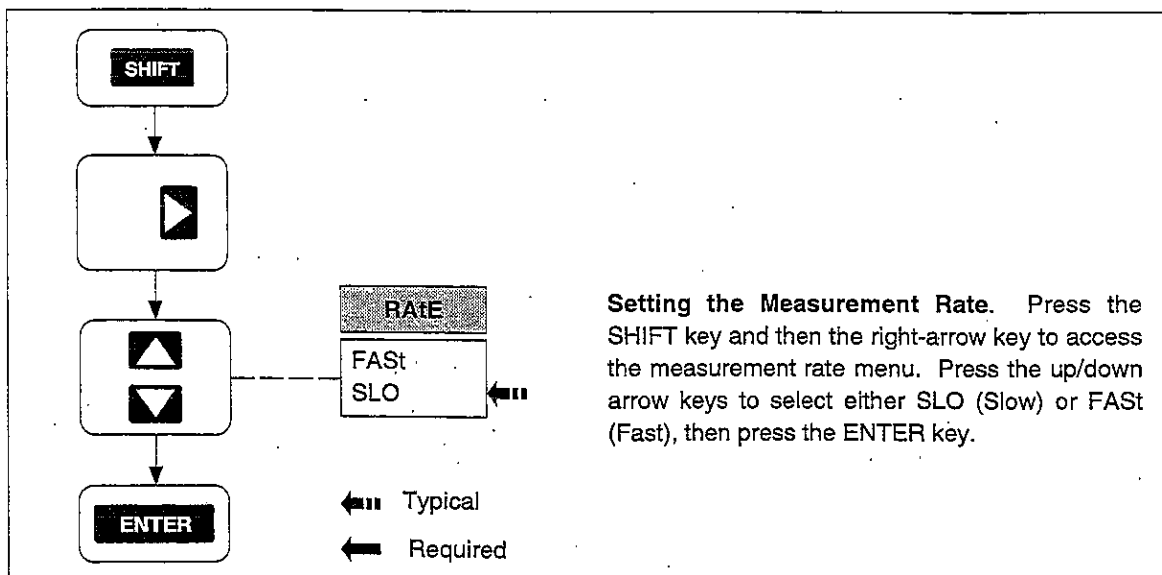 SHIFT
RAtE
FASt
SLO
ENTER
Typical
Required
Setting the Measurement Rate. Press the
SHIFT key and then the right-arrow key to access
the measurement rate menu. Press the up/down
arrow keys to select either SLO (Slow) or FASt
(Fast), then press the ENTER key.